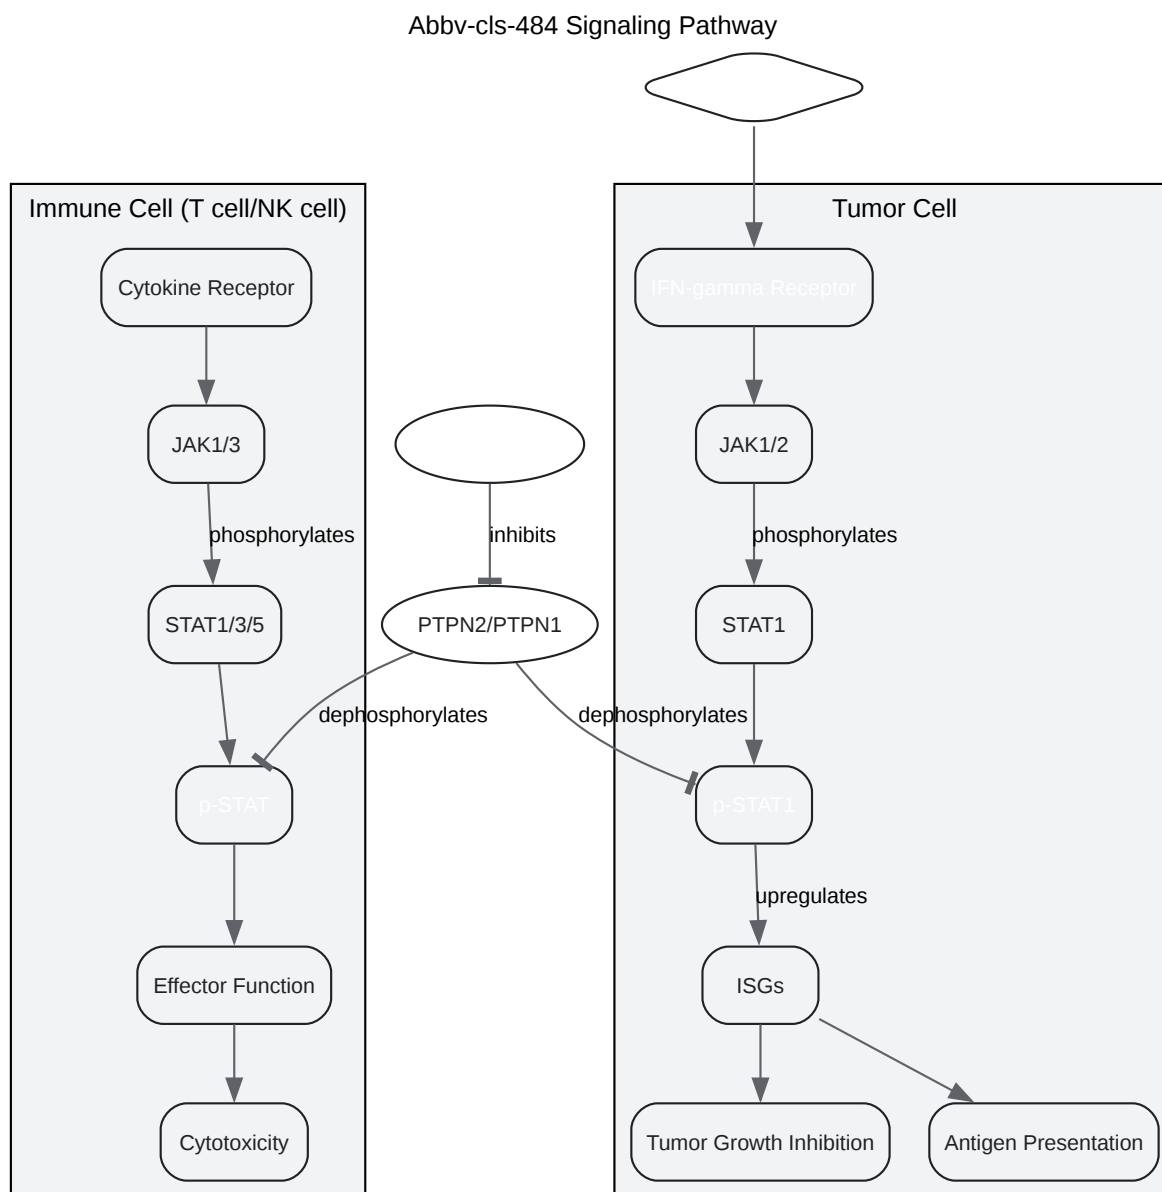 Abbv-cls-484 Signaling Pathway
Immune Cell (T cell/NK cell)
Tumor Cell
Cytokine Receptor
IFN-gamma Receptor
JAK1/3
JAK1/2
phosphorylates
inhibits
phosphorylates
STAT1/3/5
PTPN2/PTPN1
STAT1
dephosphorylates
dephosphorylates
p-STAT
p-STAT1
upregulates
Effector Function
ISGs
Cytotoxicity
Tumor Growth Inhibition
Antigen Presentation